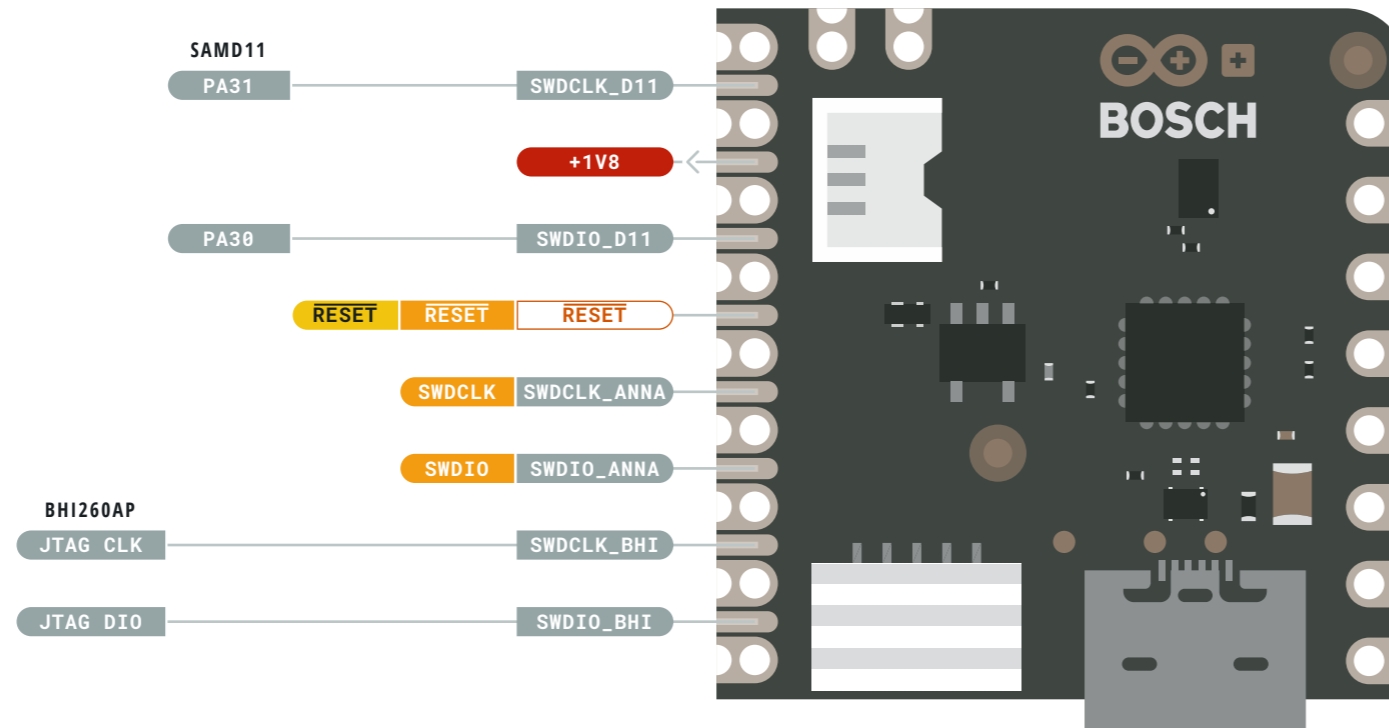 SAMD11
PA31 SWDCLK_D11
+1V8
PA30 SWDIO_D11
RESET RESET RESET
SWDCLK SWDCLK_ANNA
SWDIO SWDIO_ANNA
BHI260AP
JTAG CLK SWDCLK_BHI
JTAG DIO SWDIO_BHI
BOSCH